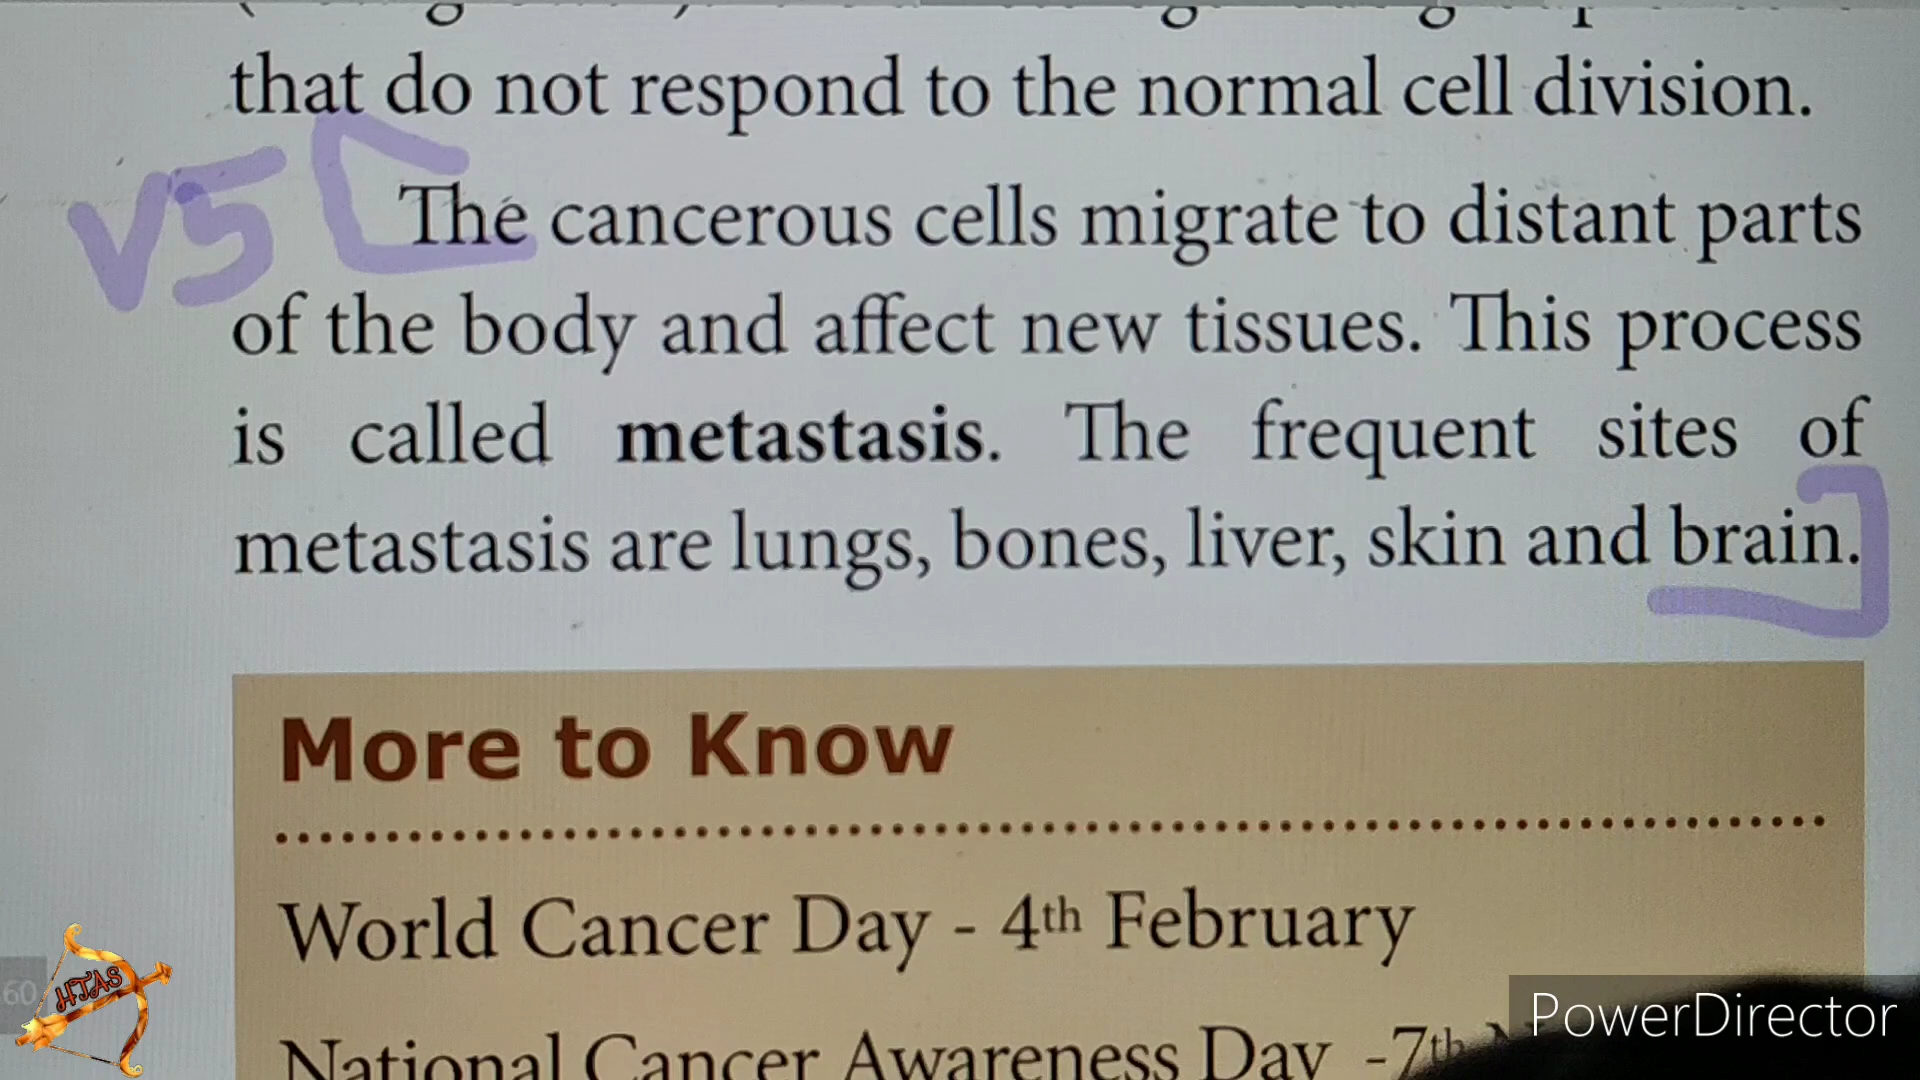 that do not respond to the normal cell division.
V5
The cancerous cells migrate to distant parts
of the body and affect new tissues. This process
is called metastasis. The frequent sites of
metastasis are lungs, bones, liver, skin and brain.
More to Know
World Cancer Day - 4th February
National Cancer Awareness Day -7th
60
HTAS
PowerDirector